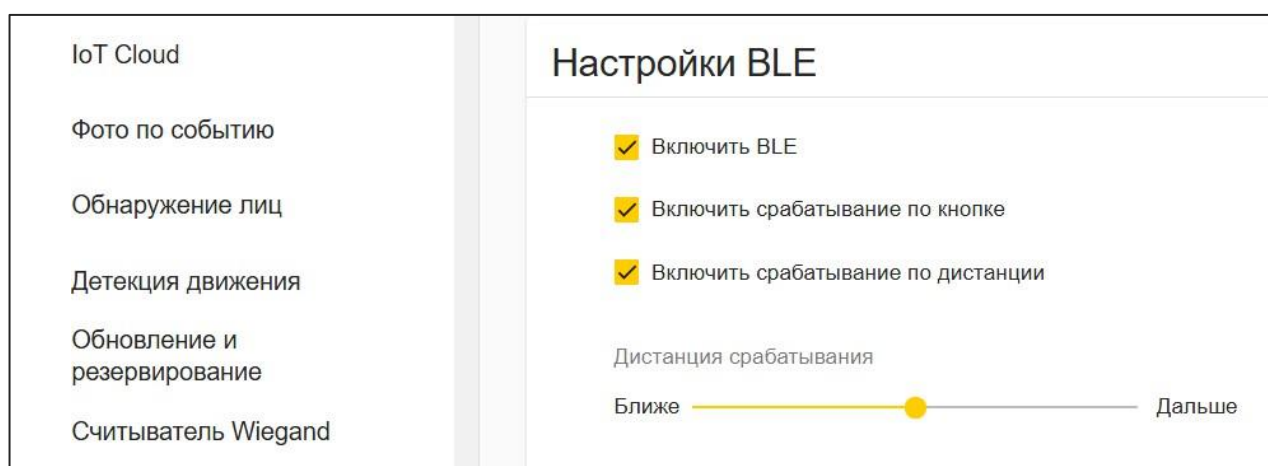 IoT Cloud
Фото по событию
Обнаружение лиц
Детекция движения
Обновление и
резервирование
Считыватель Wiegand
Настройки BLE
Включить BLE
Включить срабатывание по кнопке
Включить срабатывание по дистанции
Дистанция срабатывания
Ближе Дальше